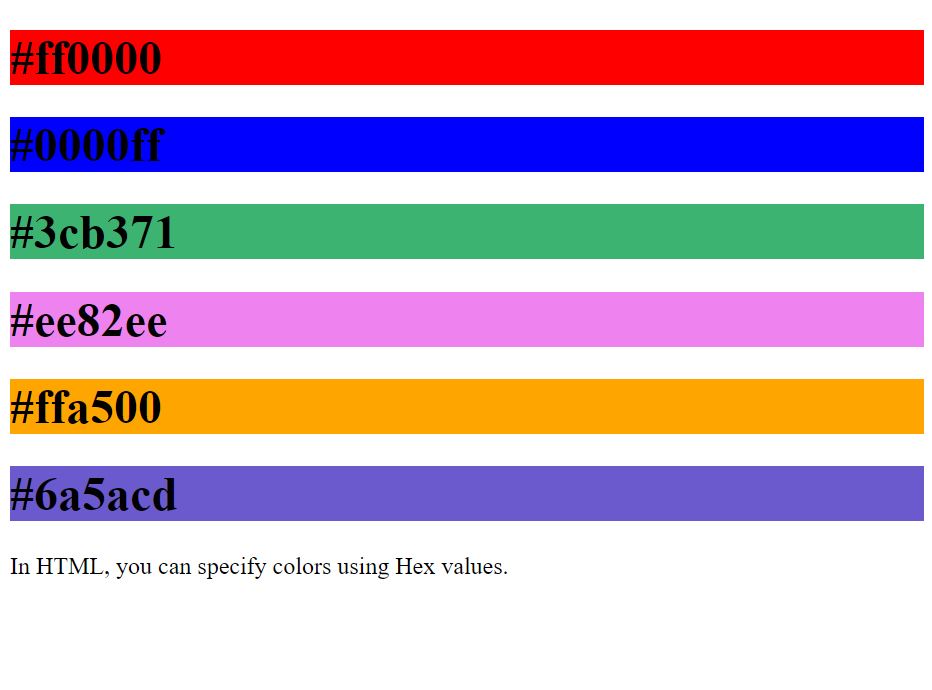 #ff0000
#0000ff
#3cb371
#ee82ee
#ffa500
#6a5acd
In HTML, you can specify colors using Hex values.